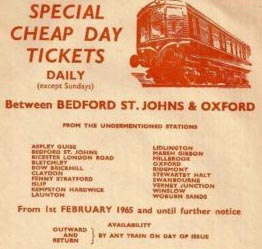 SPECIAL
CHEAP DAY
TICKETS
DAILY
(except Sundays)
Between BEDFORD ST. JOHNS & OXFORD
FROM THE UNDERMENTIONED STATIONS
ASPLEY GUISE
BEDFORD ST. JOHNS
BICESTER LONDON ROAD
BLETCHLEY
BOW BRICKHILL
CLAYDON
FENNY STRATFORD
ISLIP
KEMPSTON HARDWICK
LAUNTON
LIDLINGTON
MARSH GIBBON
MILLBROOK
OXFORD
RIDGMONT
STEWARTBY HALT
SWANBOURNE
VERNEY JUNCTION
WINSLOW
WOBURN SANDS
From 1st FEBRUARY 1965 and until further notice
AVAILABILITY
OUTWARD
and
RETURN
BY ANY TRAIN ON DAY OF ISSUE